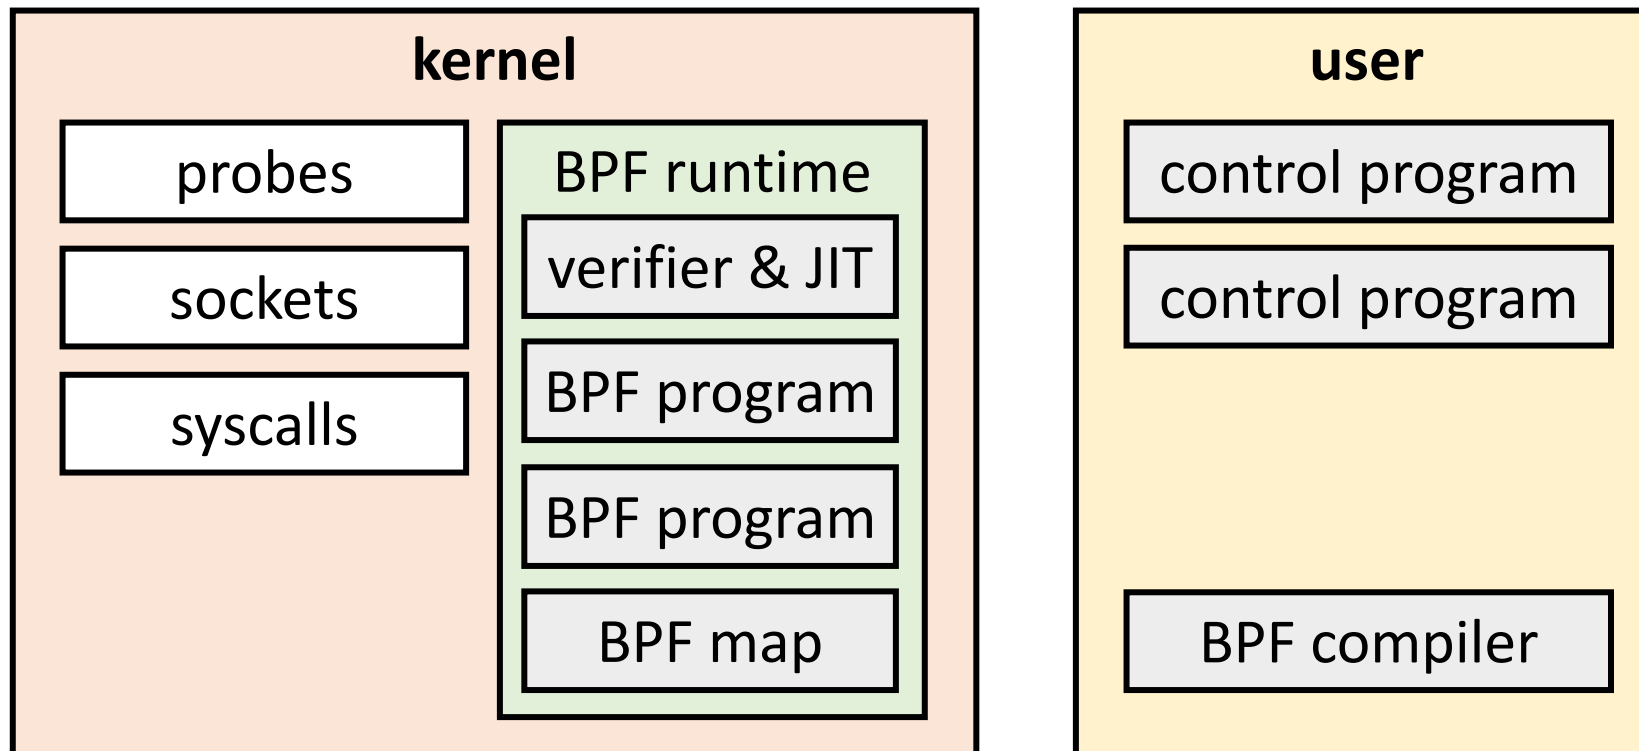 kernel
probes
sockets
syscalls
BPF runtime
verifier & JIT
BPF program
BPF program
BPF map
user
control program
control program
BPF compiler